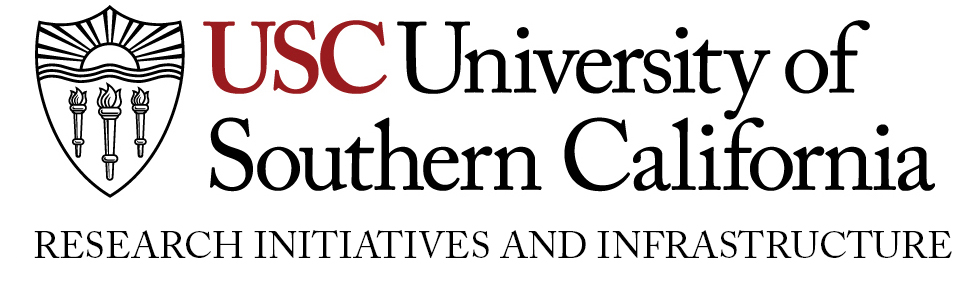 USC University of
Southern California
RESEARCH INITIATIVES AND INFRASTRUCTURE